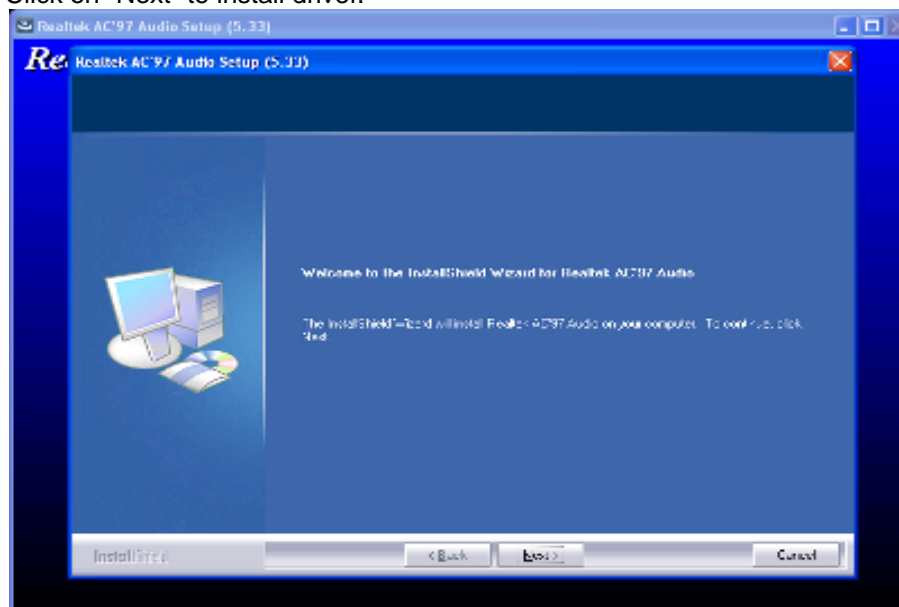 Click on "Next" to install driver.
Realtek AC'97 Audio Setup (5.33)
Re
Realtek AC'97 Audio Setup (5.33)
Welcome to the InstallShield Wizard for Realtek AC'97 Audio
The InstallShield Wizard will install Realtek AC'97 Audio on your computer. To continue, click
Next.
InstallShield
< Back
Next >
Cancel